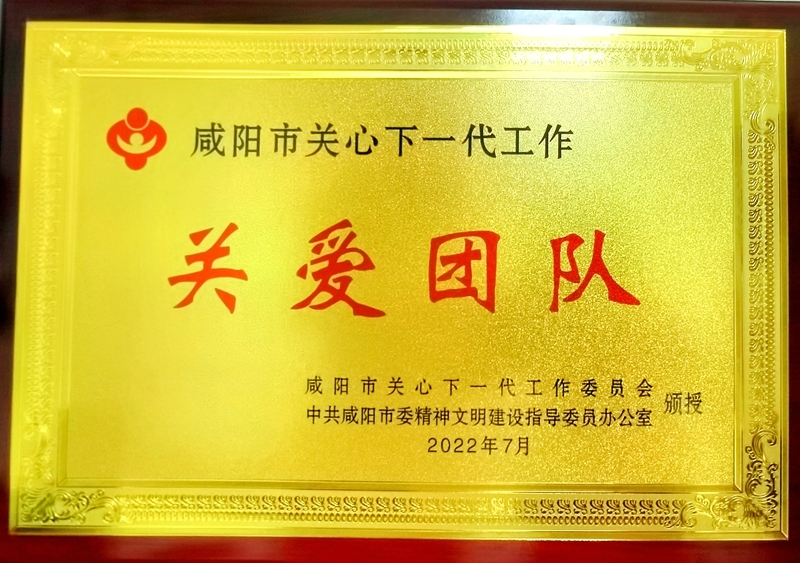 咸阳市关心下一代工作
关爱团队
咸阳市关心下一代工作委员会
中共咸阳市委精神文明建设指导委员办公室
颁授
2022年7月